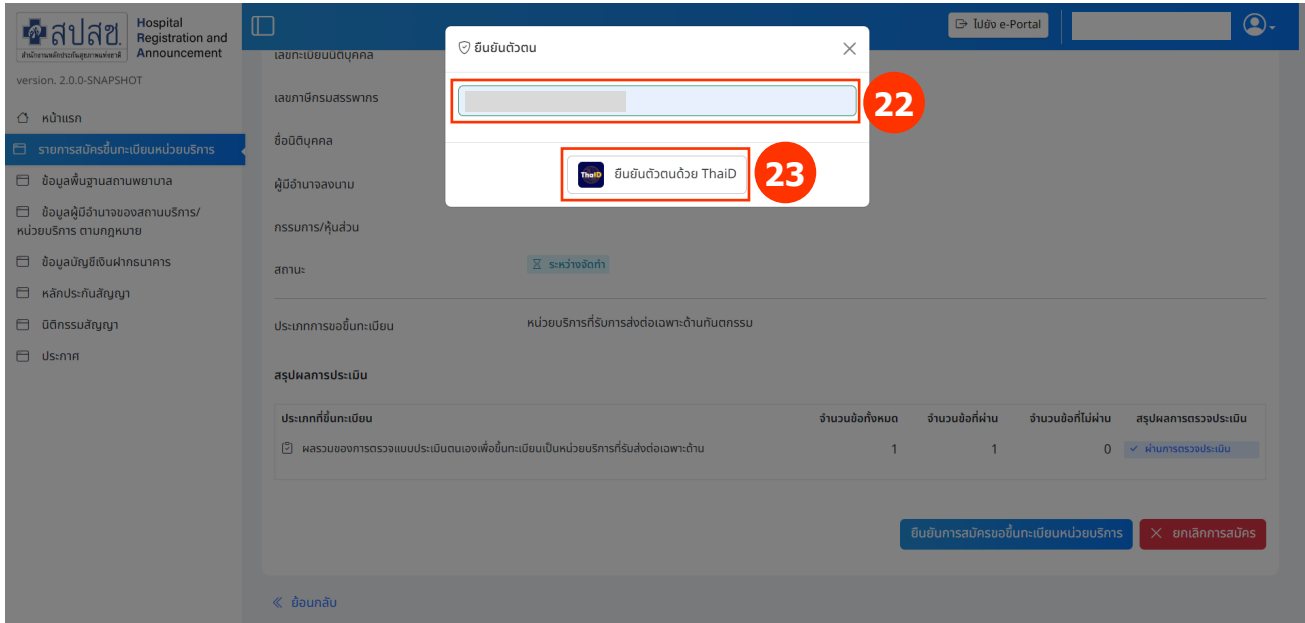 สปสช.
สำนักงานหลักประกันสุขภาพแห่งชาติ
Hospital
Registration and
Announcement
version. 2.0.0-SNAPSHOT
หน้าแรก
รายการสมัครขึ้นทะเบียนหน่วยบริการ
ข้อมูลพื้นฐานสถานพยาบาล
ข้อมูลผู้มีอำนาจของสถานบริการ/
หน่วยบริการ ตามกฎหมาย
ข้อมูลบัญชีเงินฝากธนาคาร
หลักประกันสัญญา
นิติกรรมสัญญา
ประกาศ
ไปยัง e-Portal
ยืนยันตัวตน
22
ThaID
ยืนยันตัวตนด้วย ThaiD
23
เลขทะเบียนนิติบุคคล
เลขภาษีกรมสรรพากร
ชื่อนิติบุคคล
ผู้มีอำนาจลงนาม
กรรมการ/หุ้นส่วน
สถานะ
ระหว่างจัดทำ
ประเภทการขอขึ้นทะเบียน
หน่วยบริการที่รับการส่งต่อเฉพาะด้านทันตกรรม
สรุปผลการประเมิน
ประเภทที่ขึ้นทะเบียน จำนวนข้อทั้งหมด จำนวนข้อที่ผ่าน จำนวนข้อที่ไม่ผ่าน สรุปผลการตรวจประเมิน
ผลรวมของการตรวจแบบประเมินตนเองเพื่อขึ้นทะเบียนเป็นหน่วยบริการที่รับส่งต่อเฉพาะด้าน 1 1 0 ผ่านการตรวจประเมิน
ยืนยันการสมัครขอขึ้นทะเบียนหน่วยบริการ
ยกเลิกการสมัคร
ย้อนกลับ